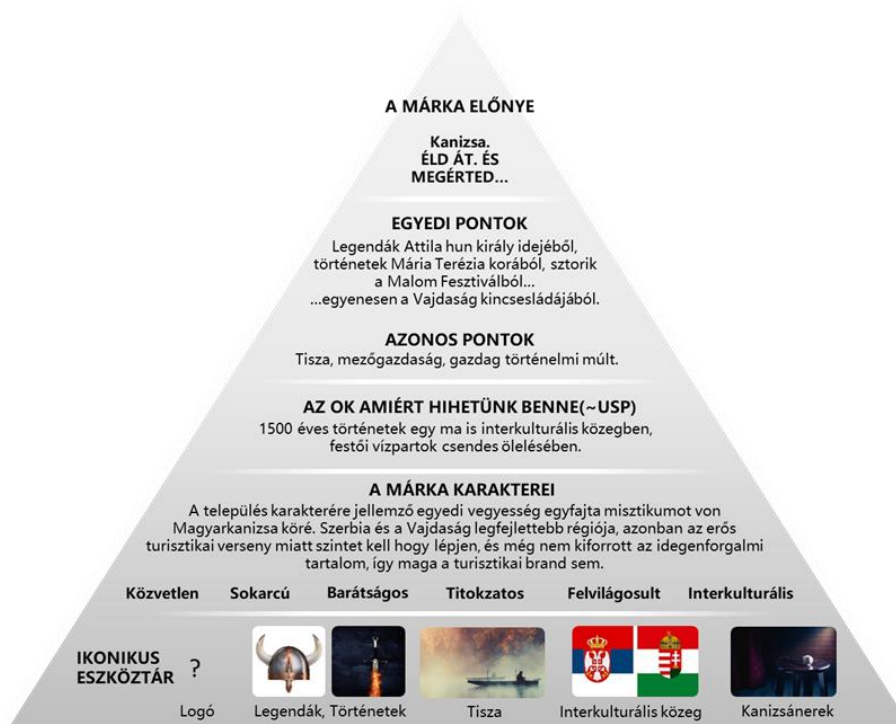 A MÁRKA ELŐNYE
Kanizsa.
ÉLD ÁT. ÉS
MEGÉRTED...
EGYEDI PONTOK
Legendák Attila hun király idejéből,
történetek Mária Terézia korából, sztorik
a Malom Fesztiválból...
...egyenesen a Vajdaság kincsesládájából.
AZONOS PONTOK
Tisza, mezőgazdaság, gazdag történelmi múlt.
AZ OK AMIÉRT HIHETÜNK BENNE(~USP)
1500 éves történetek egy ma is interkulturális közegben,
festői vízpartok csendes ölelésében.
A MÁRKA KARAKTEREI
A település karakterére jellemző egyedi vegyesség egyfajta misztikumot von
Magyarkanizsa köré. Szerbia és a Vajdaság legfejlettebb régiója, azonban az erős
turisztikai verseny miatt szintet kell hogy lépjen, és még nem kiforrott az idegenforgalmi
tartalom, így maga a turisztikai brand sem.
Közvetlen Sokarcú Barátságos Titokzatos Felvilágosult Interkulturális
IKONIKUS
ESZKÖZTÁR
?
Logó Legendák, Történetek Tisza Interkulturális közeg Kanizsánerek